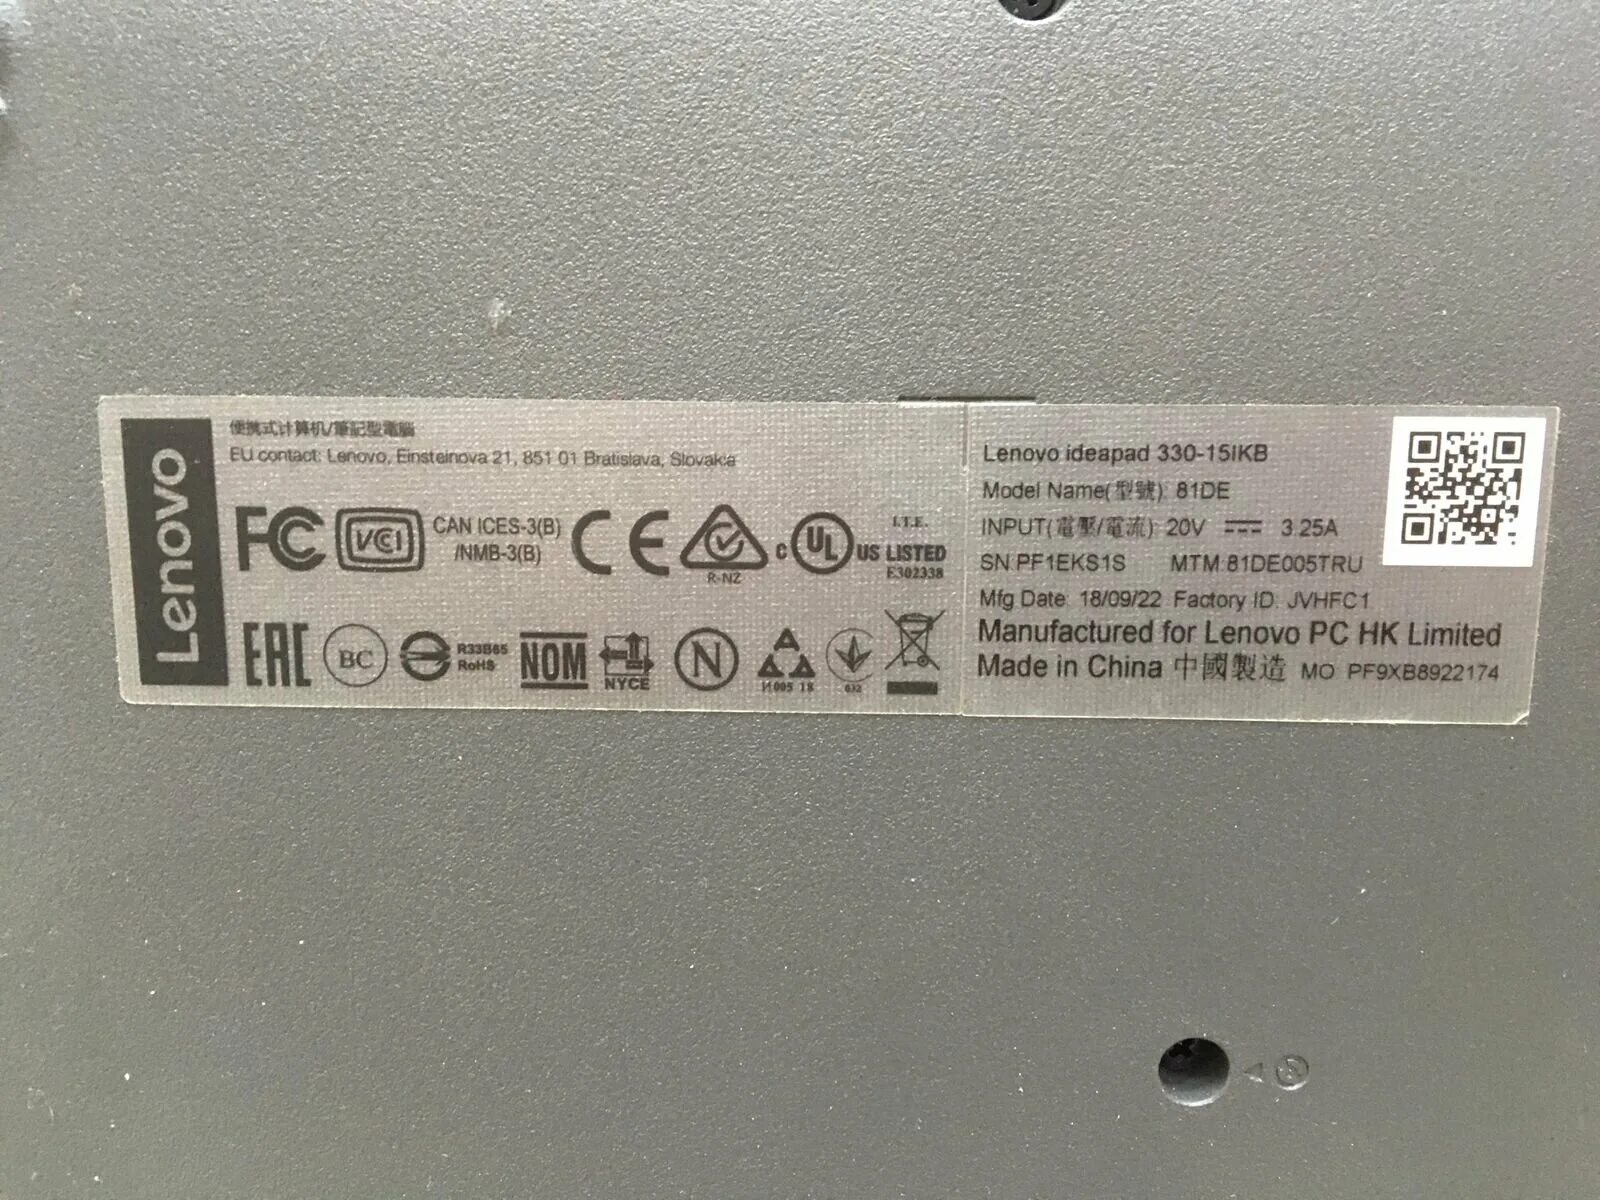 Lenovo
便携式计算机/筆記型電腦
EU contact: Lenovo, Einsteinova 21, 851 01 Bratislava, Slovakia
FC VCCI CAN ICES-3(B)
/NMB-3(B)
CE R-NZ
c UL US LISTED
I.T.E.
E302338
EAC BC R33B65
RoHS
NOM NYCE N
И005 18
032
Lenovo ideapad 330-15IKB
Model Name(型號): 81DE
INPUT(電壓/電流) 20V 3.25A
SN:PF1EKS1S MTM:81DE005TRU
Mfg Date: 18/09/22 Factory ID: JVHFC1
Manufactured for Lenovo PC HK Limited
Made in China 中國製造 MO PF9XB8922174